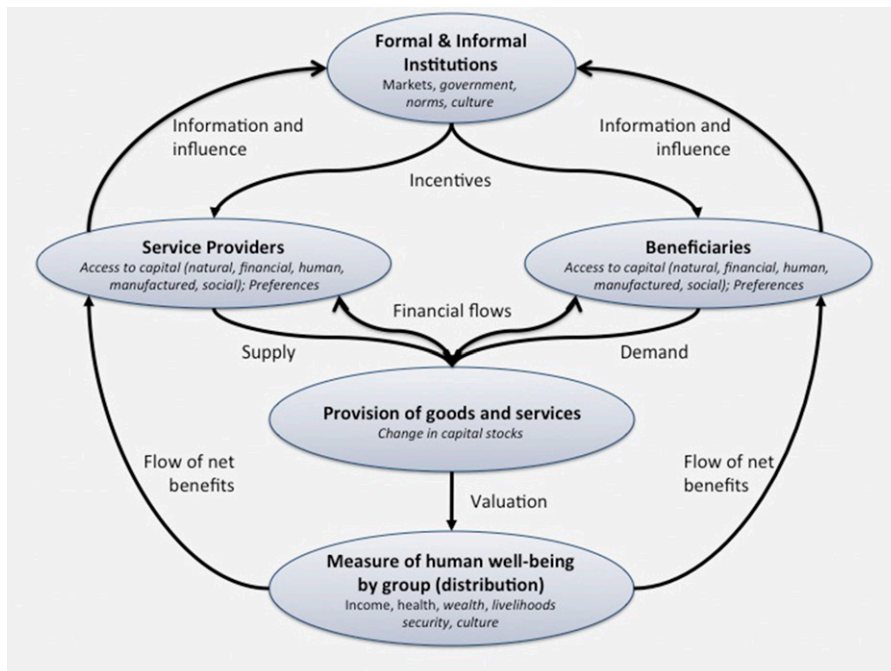 Formal & Informal
Institutions
Markets, government,
norms, culture
Information and
influence
Information and
influence
Incentives
Service Providers
Access to capital (natural, financial, human,
manufactured, social); Preferences
Beneficiaries
Access to capital (natural, financial, human,
manufactured, social); Preferences
Financial flows
Supply
Demand
Provision of goods and services
Change in capital stocks
Flow of net
benefits
Flow of net
benefits
Valuation
Measure of human well-being
by group (distribution)
Income, health, wealth, livelihoods
security, culture